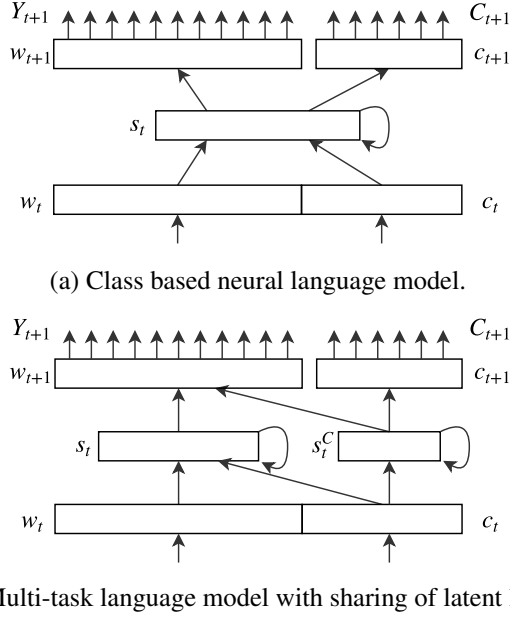 Y_{t+1} C_{t+1}
w_{t+1} c_{t+1}
s_t
w_t c_t
(a) Class based neural language model.
Y_{t+1} C_{t+1}
w_{t+1} c_{t+1}
s_t s_t^C
w_t c_t
Multi-task language model with sharing of latent